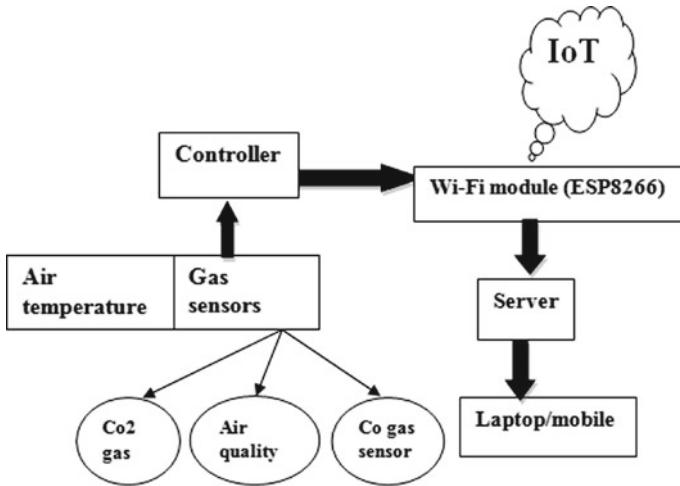 IoT
Controller
Wi-Fi module (ESP8266)
Air
temperature
Gas
sensors
Server
Co2
gas
Air
quality
Co gas
sensor
Laptop/mobile